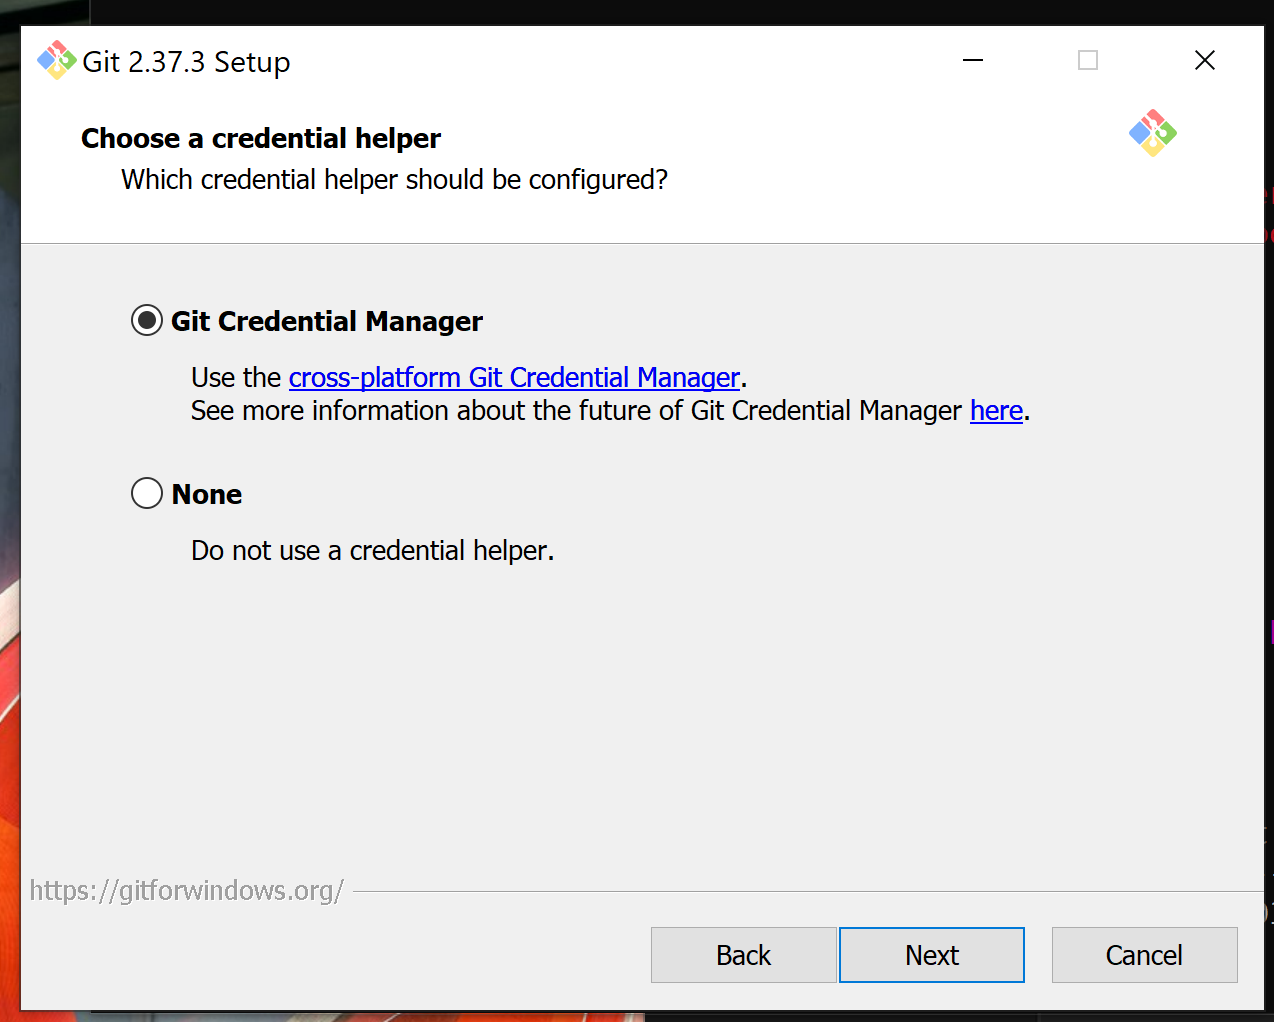 Git 2.37.3 Setup
Choose a credential helper
Which credential helper should be configured?
Git Credential Manager
Use the cross-platform Git Credential Manager.
See more information about the future of Git Credential Manager here.
None
Do not use a credential helper.
https://gitforwindows.org/
Back
Next
Cancel